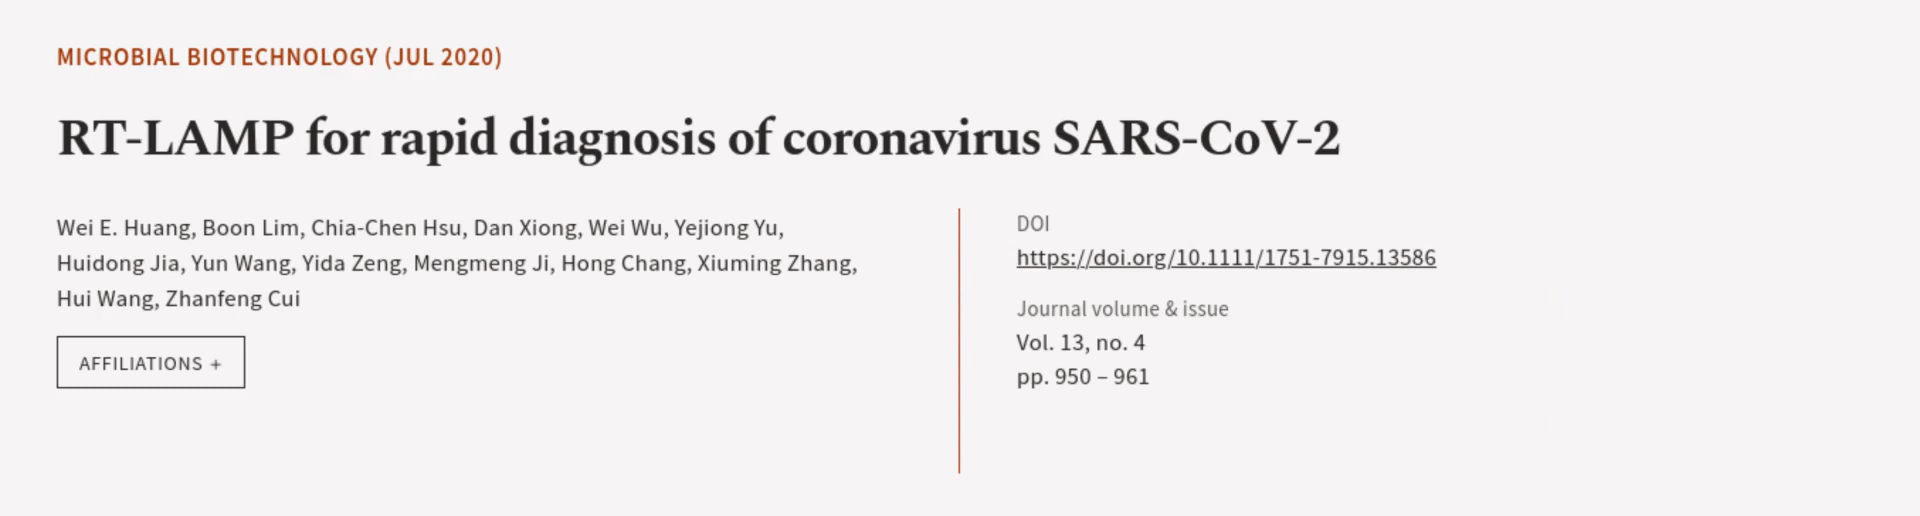 MICROBIAL BIOTECHNOLOGY (JUL 2020)
RT-LAMP for rapid diagnosis of coronavirus SARS-CoV-2
Wei E. Huang, Boon Lim, Chia-Chen Hsu, Dan Xiong, Wei Wu, Yejiong Yu,
Huidong Jia, Yun Wang, Yida Zeng, Mengmeng Ji, Hong Chang, Xiuming Zhang,
Hui Wang, Zhanfeng Cui
AFFILIATIONS +
DOI
https://doi.org/10.1111/1751-7915.13586
Journal volume & issue
Vol. 13, no. 4
pp. 950 – 961